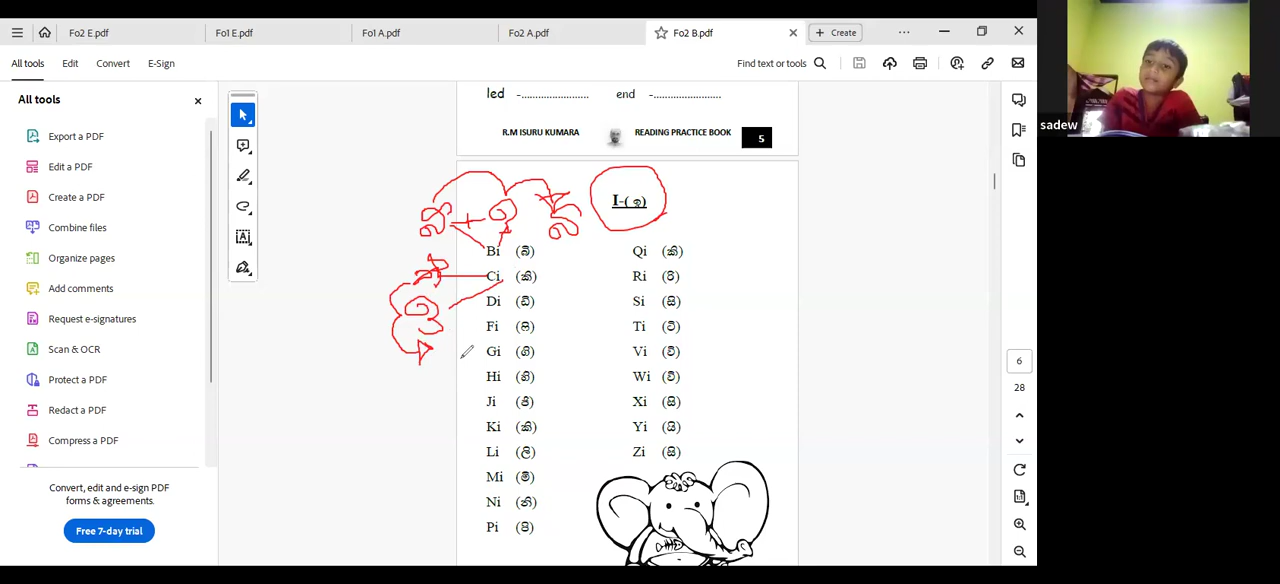 Fo2 E.pdf
Fo1 E.pdf
Fo1 A.pdf
Fo2 A.pdf
Fo2 B.pdf
Create
All tools
Edit
Convert
E-Sign
Find text or tools
All tools
Export a PDF
Edit a PDF
Create a PDF
Combine files
Organize pages
Add comments
Request e-signatures
Scan & OCR
Protect a PDF
Redact a PDF
Compress a PDF
Convert, edit and e-sign PDF
forms & agreements.
Free 7-day trial
led -........................ end -......................
R.M ISURU KUMARA READING PRACTICE BOOK 5
I-( ඉ )
Bi (බි)
Ci (කි)
Di (ඩි)
Fi (ෆි)
Gi (ගි)
Hi (හි)
Ji (ජි)
Ki (කි)
Li (ලි)
Mi (මි)
Ni (නි)
Pi (පි)
Qi (කි)
Ri (රි)
Si (සි)
Ti (ටි)
Vi (වි)
Wi (වි)
Xi (සි)
Yi (යි)
Zi (සි)
6
28
sadew